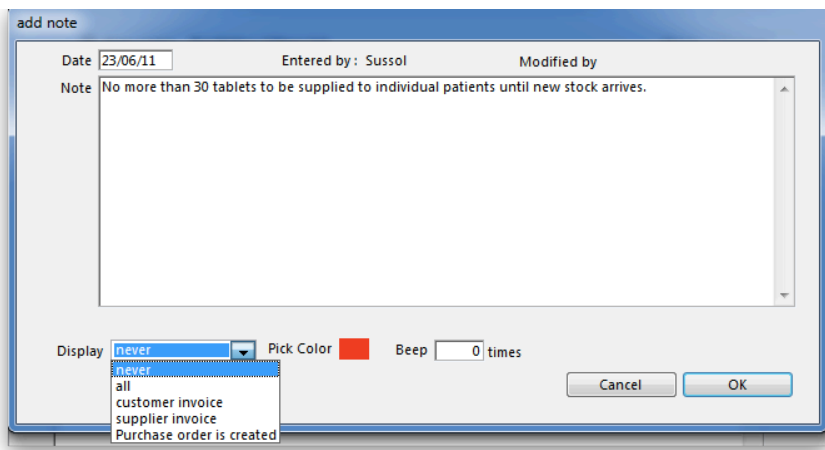 add note
Date 23/06/11 Entered by : Sussol Modified by
Note No more than 30 tablets to be supplied to individual patients until new stock arrives.
Display never Pick Color Beep 0 times
never
all
customer invoice
supplier invoice
Purchase order is created
Cancel OK